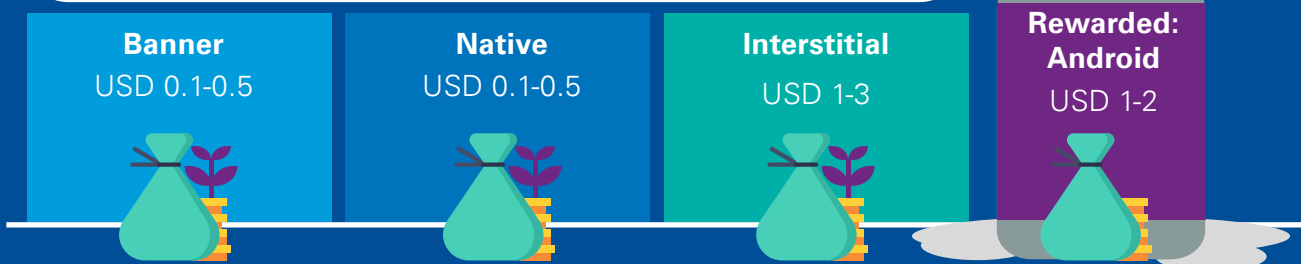 Banner
USD 0.1-0.5
Native
USD 0.1-0.5
Interstitial
USD 1-3
Rewarded:
Android
USD 1-2